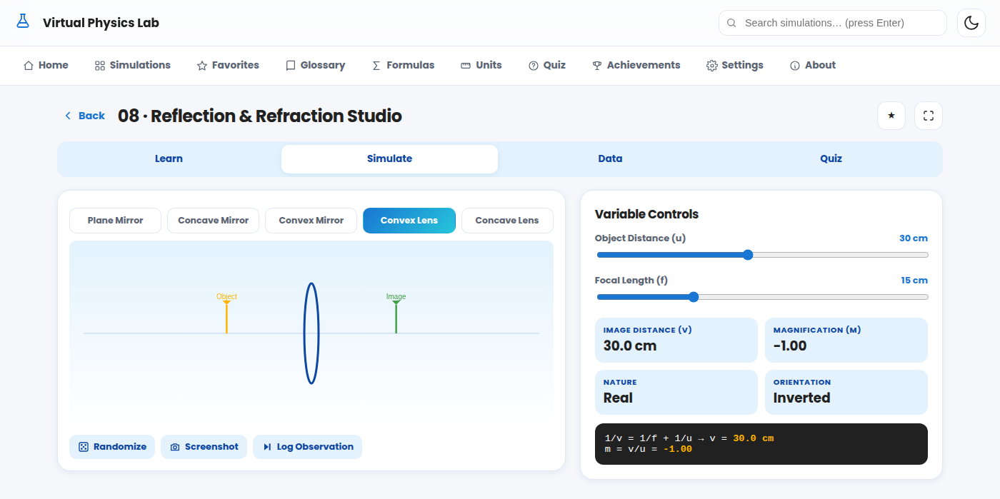 Virtual Physics Lab
Search simulations… (press Enter)
Home
Simulations
Favorites
Glossary
Formulas
Units
Quiz
Achievements
Settings
About
Back
08 · Reflection & Refraction Studio
Learn
Simulate
Data
Quiz
Plane Mirror
Concave Mirror
Convex Mirror
Convex Lens
Concave Lens
Object
Image
Randomize
Screenshot
Log Observation
Variable Controls
Object Distance (u)
30 cm
Focal Length (f)
15 cm
IMAGE DISTANCE (V)
30.0 cm
MAGNIFICATION (M)
−1.00
NATURE
Real
ORIENTATION
Inverted
1/v = 1/f + 1/u → v = 30.0 cm
m = v/u = -1.00